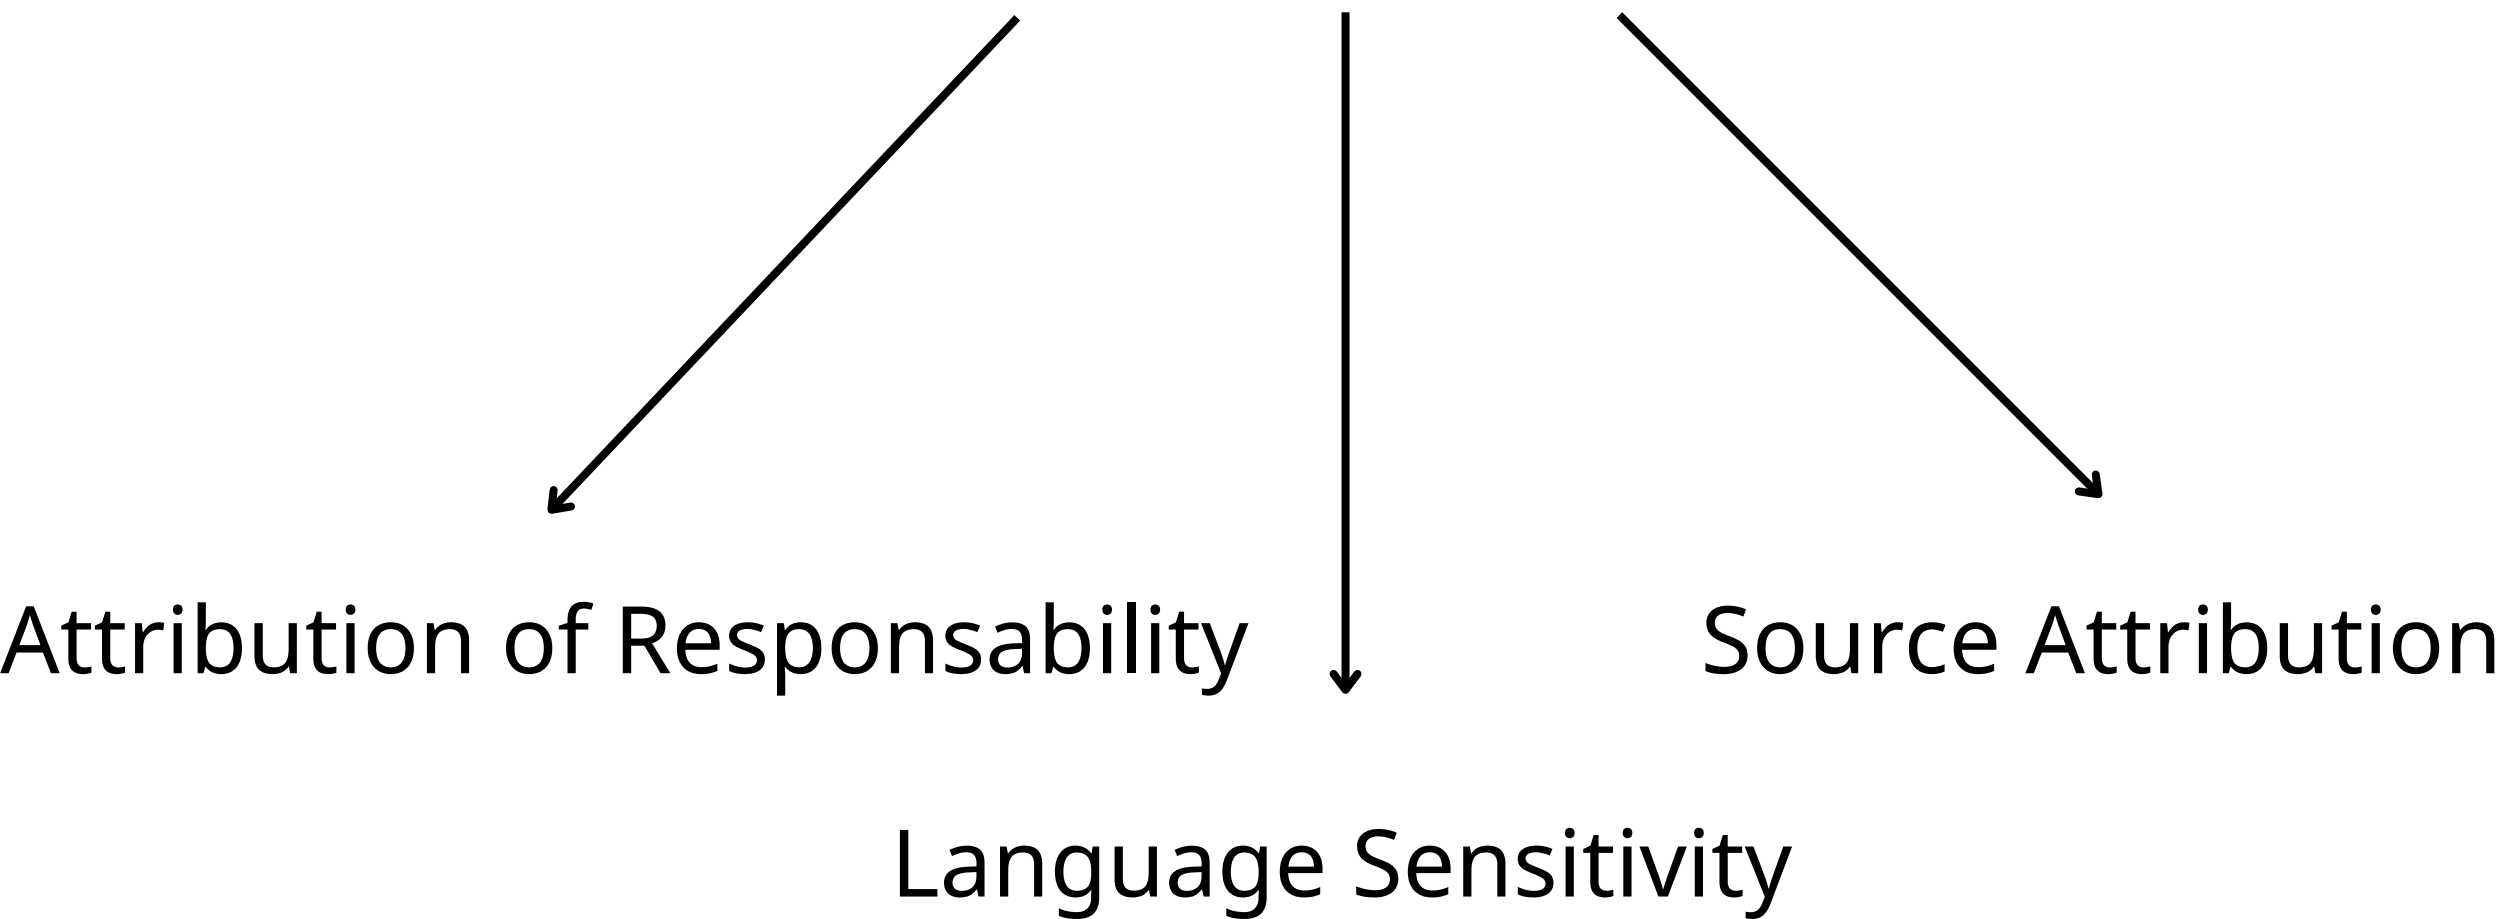 Attribution of Responsability
Source Attribution
Language Sensitivity